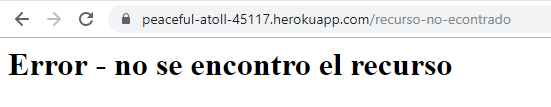 peaceful-atoll-45117.herokuapp.com/recurso-no-econtrado
Error - no se encontro el recurso